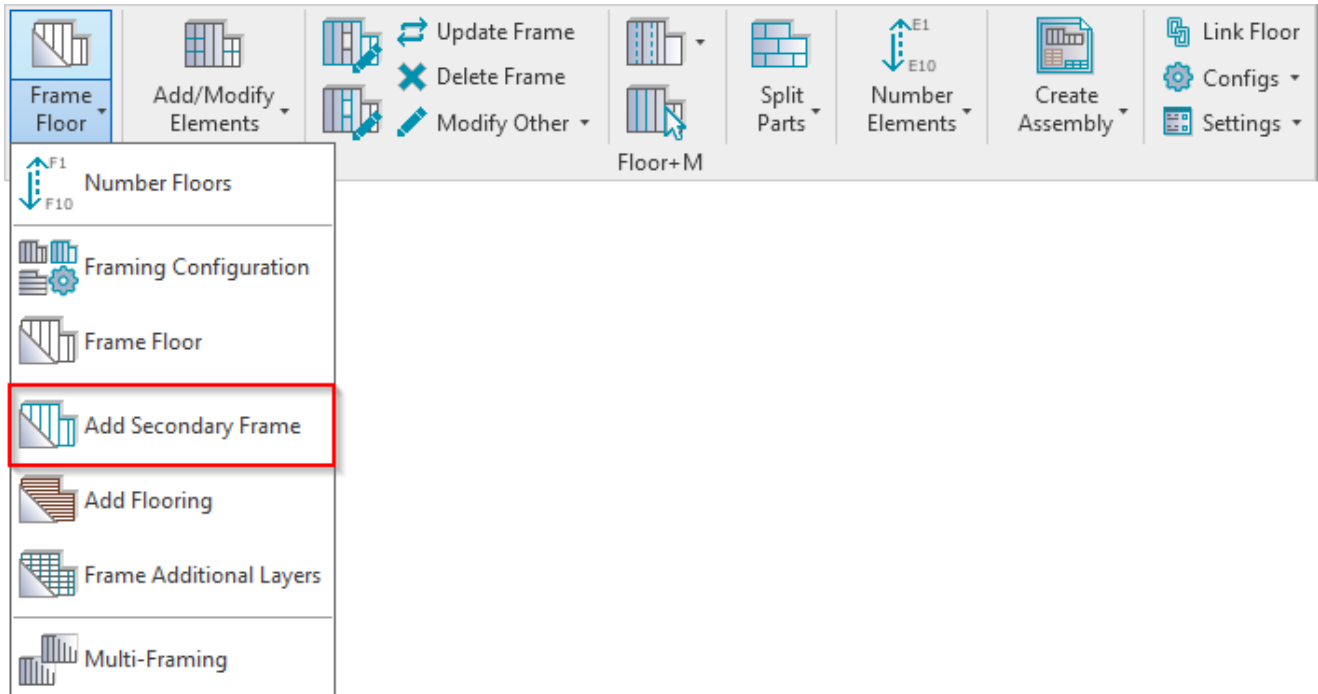 Frame
Floor
Add/Modify
Elements
Update Frame
Delete Frame
Modify Other
Split
Parts
E1
E10
Number
Elements
Create
Assembly
Link Floor
Configs
Settings
Floor+M
F1
F10
Number Floors
Framing Configuration
Frame Floor
Add Secondary Frame
Add Flooring
Frame Additional Layers
Multi-Framing